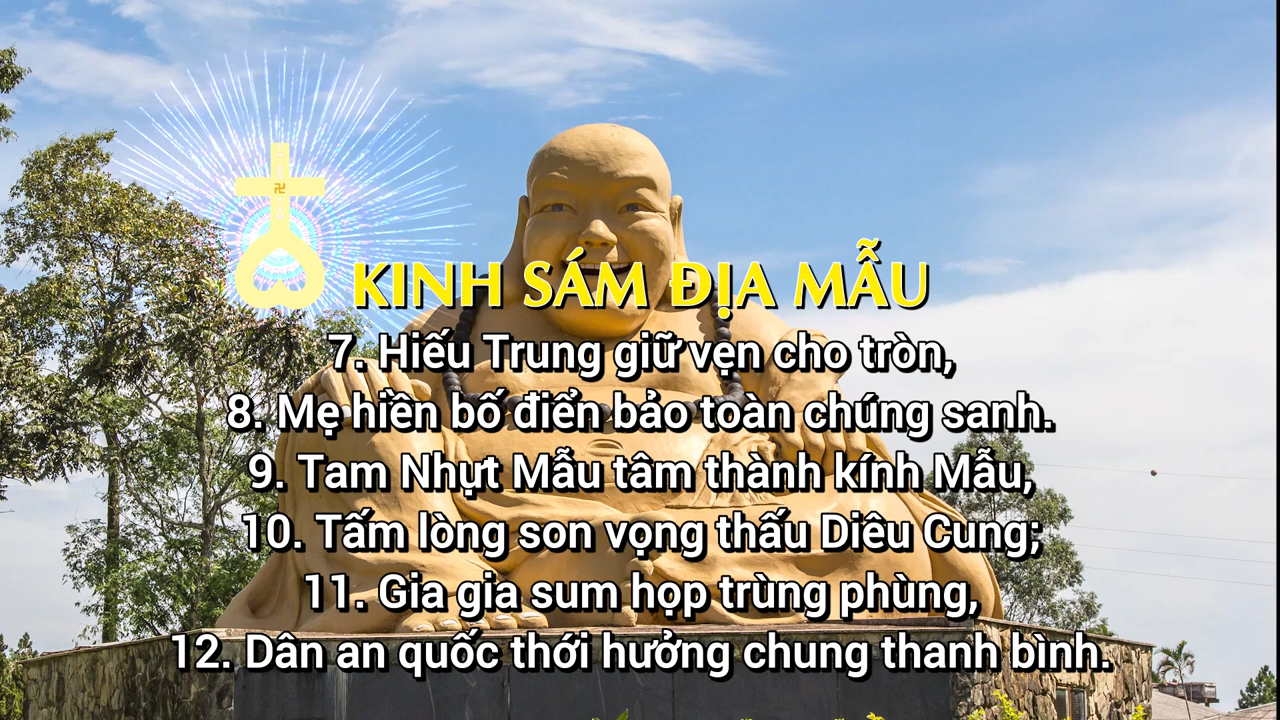 卍
KINH SÁM ĐỊA MẪU
7. Hiếu Trung giữ vẹn cho tròn,
8. Mẹ hiền bố điển bảo toàn chúng sanh.
9. Tam Nhựt Mẫu tâm thành kính Mẫu,
10. Tấm lòng son vọng thấu Diêu Cung;
11. Gia gia sum họp trùng phùng,
12. Dân an quốc thới hưởng chung thanh bình.